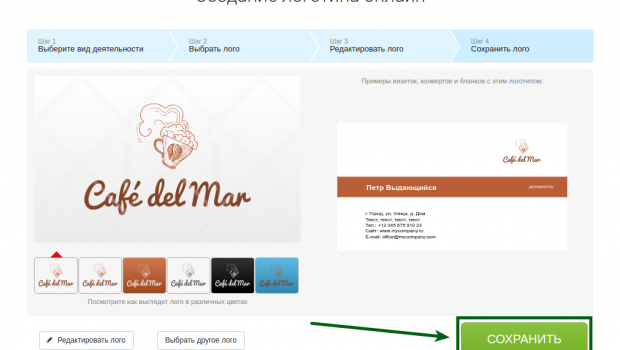 Создание логотипа онлайн
Шаг 1
Выберите вид деятельности
Шаг 2
Выбрать лого
Шаг 3
Редактировать лого
Шаг 4
Сохранить лого
Café del Mar
Café del Mar
Café del Mar
Café del Mar
Café del Mar
Café del Mar
Café del Mar
Посмотрите как выглядит лого в различных цветах
Редактировать лого
Выбрать другое лого
Примеры визиток, конвертов и бланков с этим логотипом.
Café del Mar
Петр Выдающийся
должность
г. Город, ул. Улица, д. Дом
Текст, текст, текст, текст
Тел.: +12 345 678 910 23
Сайт: www.mycompany.ru
E-mail: office@mycompany.com
СОХРАНИТЬ